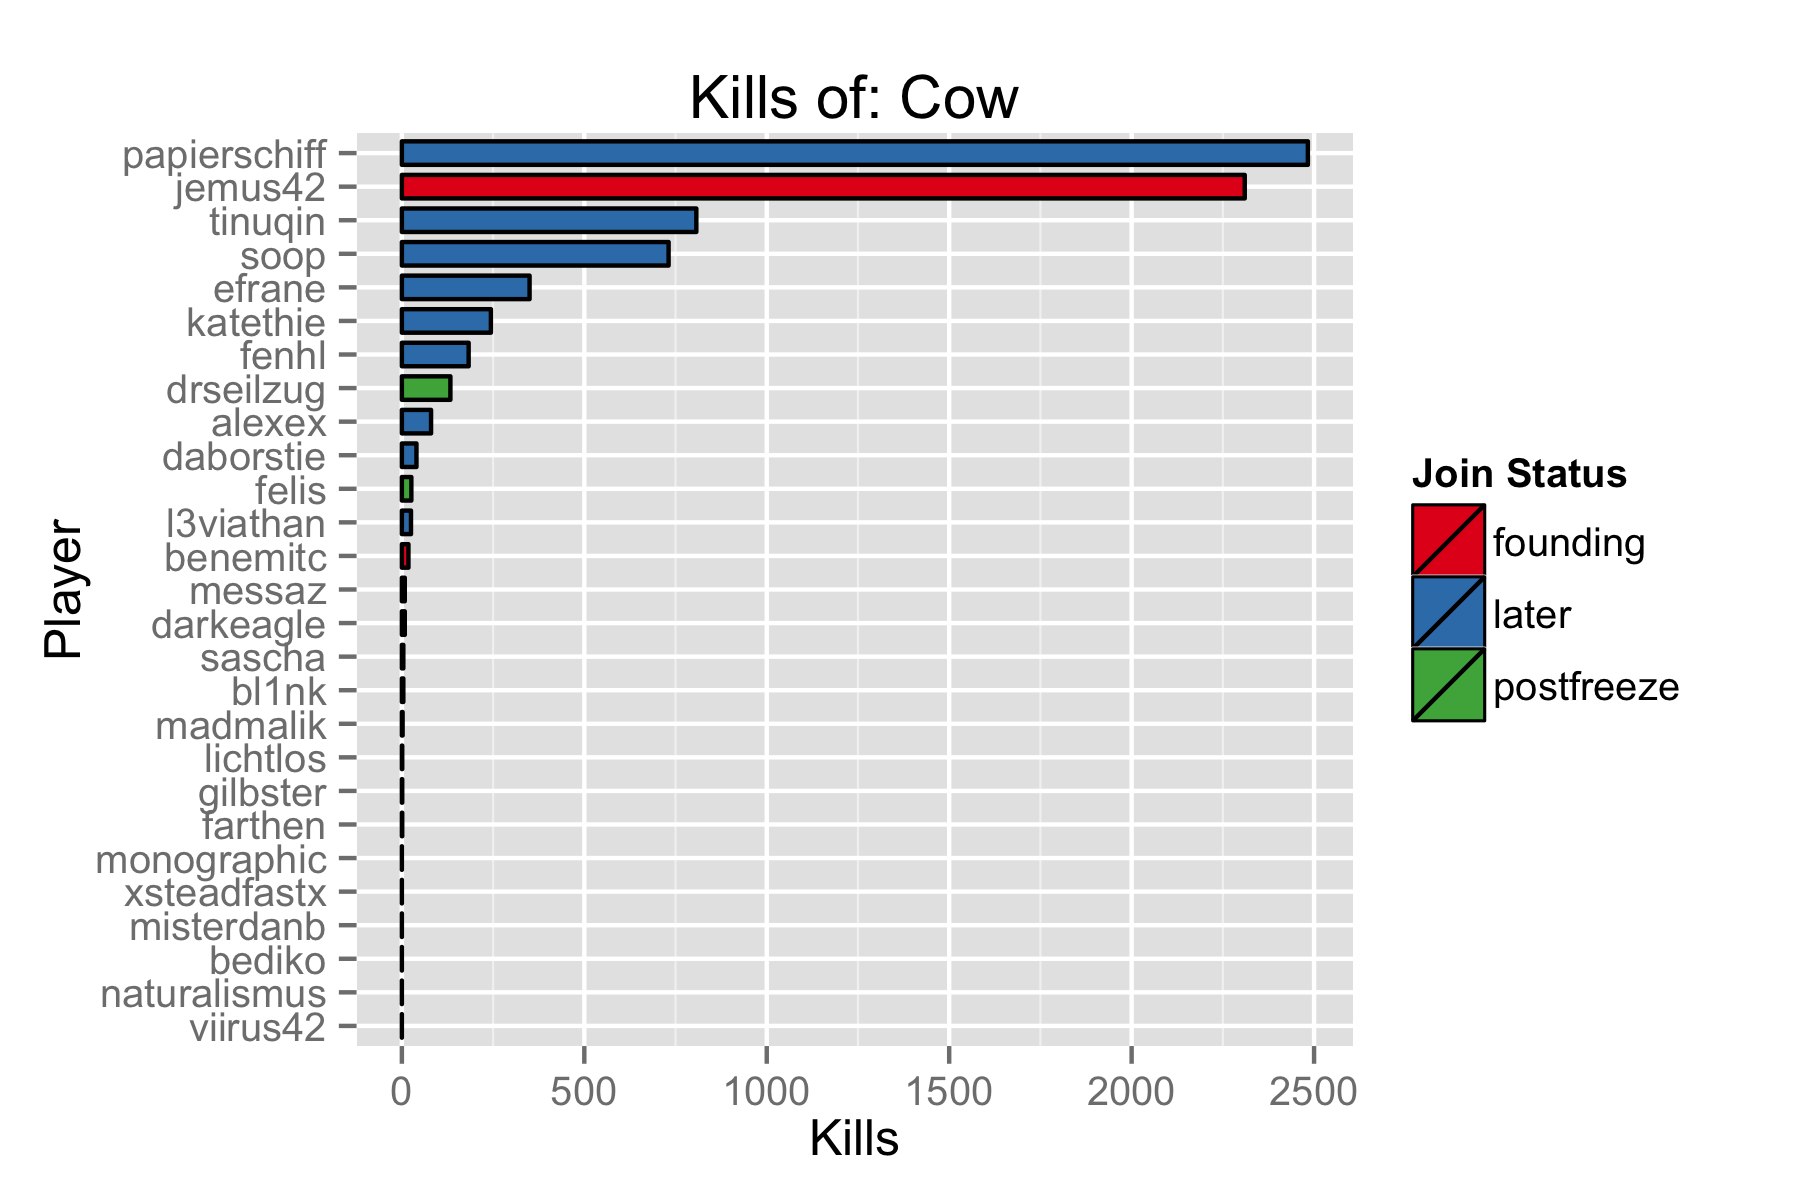 Kills of: Cow
Player
papierschiff
jemus42
tinuqin
soop
efrane
katethie
fenhl
drseilzug
alexex
daborstie
felis
l3viathan
benemitc
messaz
darkeagle
sascha
bl1nk
madmalik
lichtlos
gilbster
farthen
monographic
xsteadfastx
misterdanb
bediko
naturalismus
viirus42
0 500 1000 1500 2000 2500
Kills
Join Status
founding
later
postfreeze